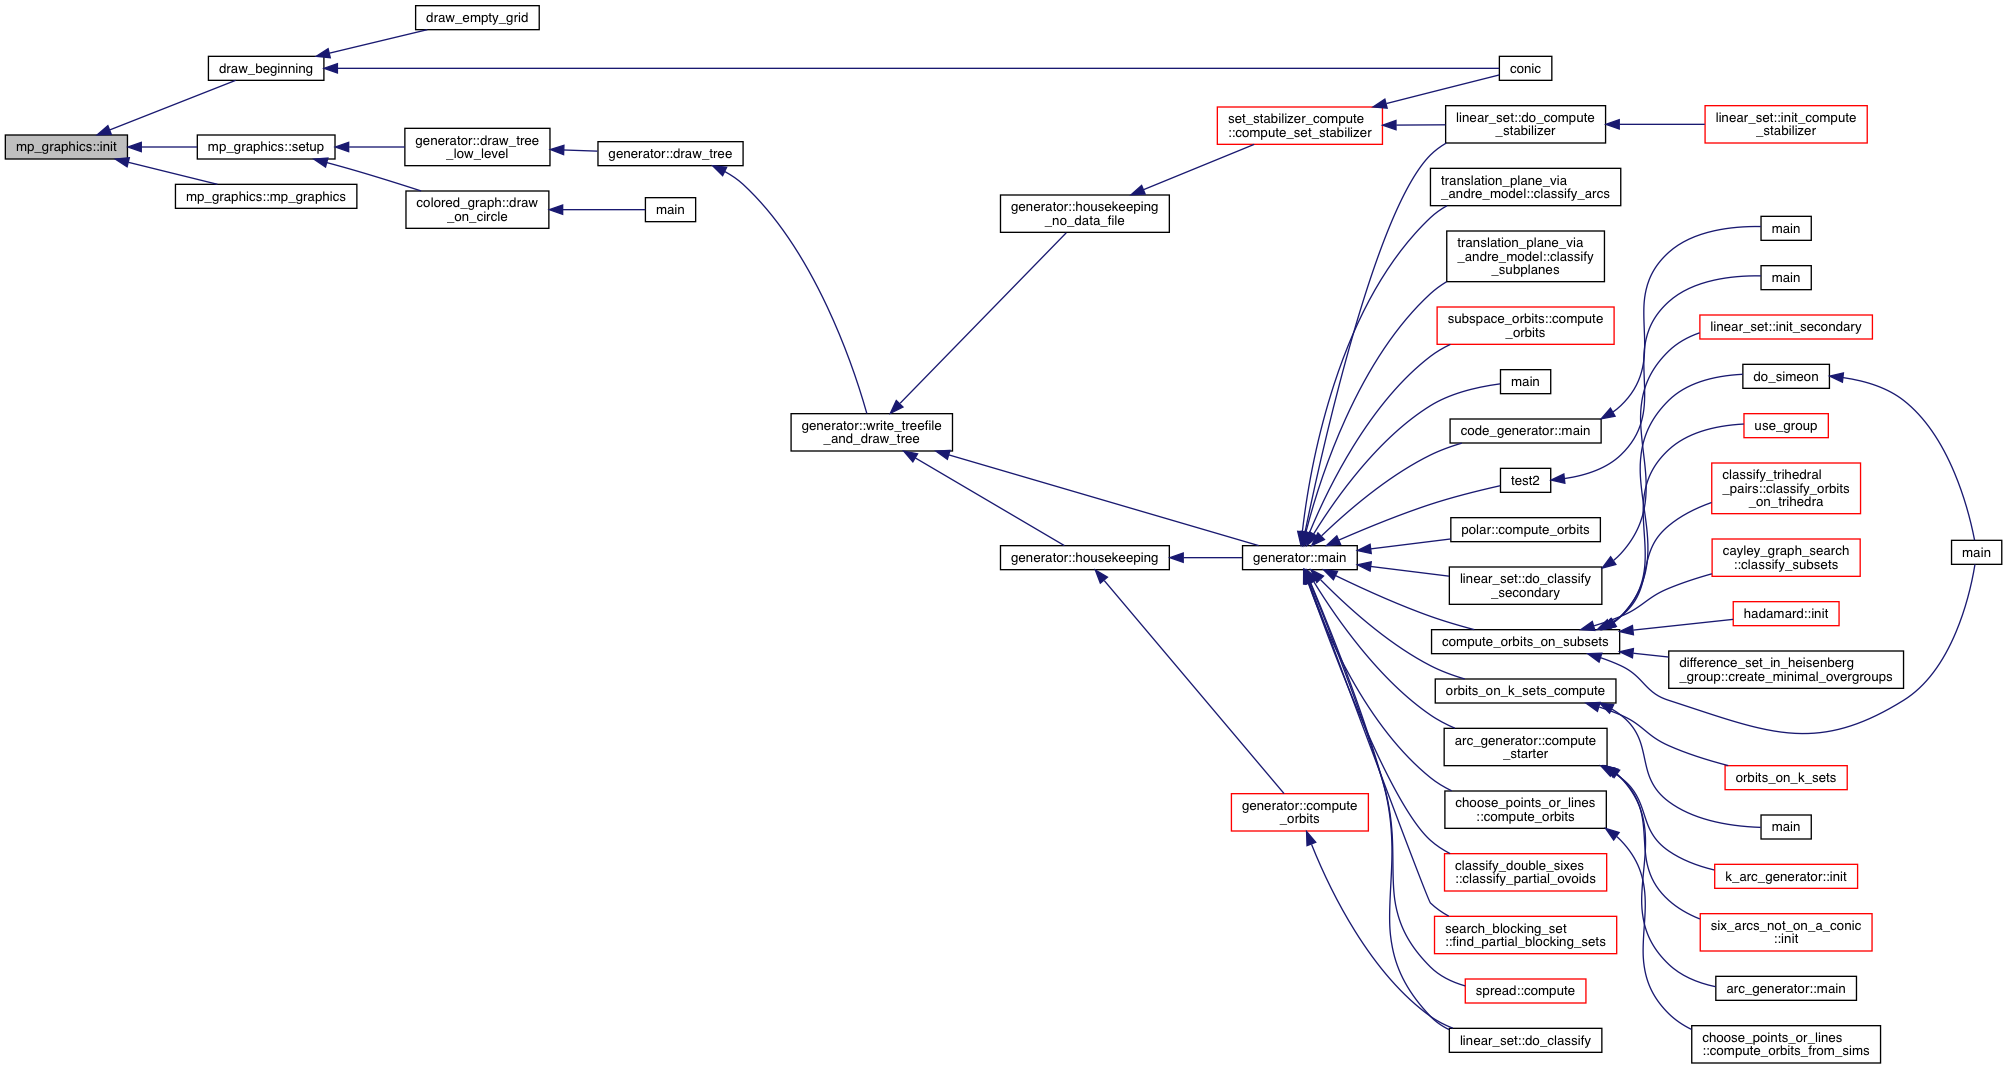 draw_empty_grid
draw_beginning
conic
mp_graphics::init
mp_graphics::setup
mp_graphics::mp_graphics
generator::draw_tree
_low_level
generator::draw_tree
colored_graph::draw
_on_circle
main
set_stabilizer_compute
::compute_set_stabilizer
linear_set::do_compute
_stabilizer
linear_set::init_compute
_stabilizer
generator::housekeeping
_no_data_file
translation_plane_via
_andre_model::classify_arcs
translation_plane_via
_andre_model::classify
_subplanes
subspace_orbits::compute
_orbits
main
code_generator::main
test2
polar::compute_orbits
linear_set::do_classify
_secondary
compute_orbits_on_subsets
orbits_on_k_sets_compute
arc_generator::compute
_starter
choose_points_or_lines
::compute_orbits
classify_double_sixes
::classify_partial_ovoids
search_blocking_set
::find_partial_blocking_sets
spread::compute
linear_set::do_classify
generator::write_treefile
_and_draw_tree
generator::housekeeping
generator::main
generator::compute
_orbits
main
main
linear_set::init_secondary
do_simeon
use_group
classify_trihedral
_pairs::classify_orbits
_on_trihedra
cayley_graph_search
::classify_subsets
hadamard::init
difference_set_in_heisenberg
_group::create_minimal_overgroups
main
orbits_on_k_sets
main
k_arc_generator::init
six_arcs_not_on_a_conic
::init
arc_generator::main
choose_points_or_lines
::compute_orbits_from_sims